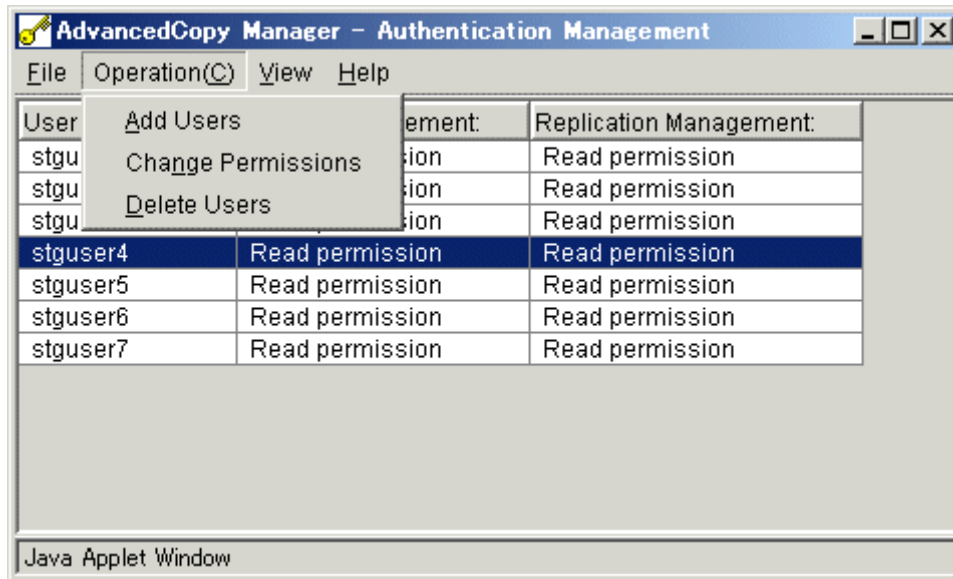 AdvancedCopy Manager - Authentication Management
File Operation(C) View Help
Add Users
Change Permissions
Delete Users
User ement: Replication Management:
stgu sion Read permission
stgu sion Read permission
stgu sion Read permission
stguser4 Read permission Read permission
stguser5 Read permission Read permission
stguser6 Read permission Read permission
stguser7 Read permission Read permission
Java Applet Window